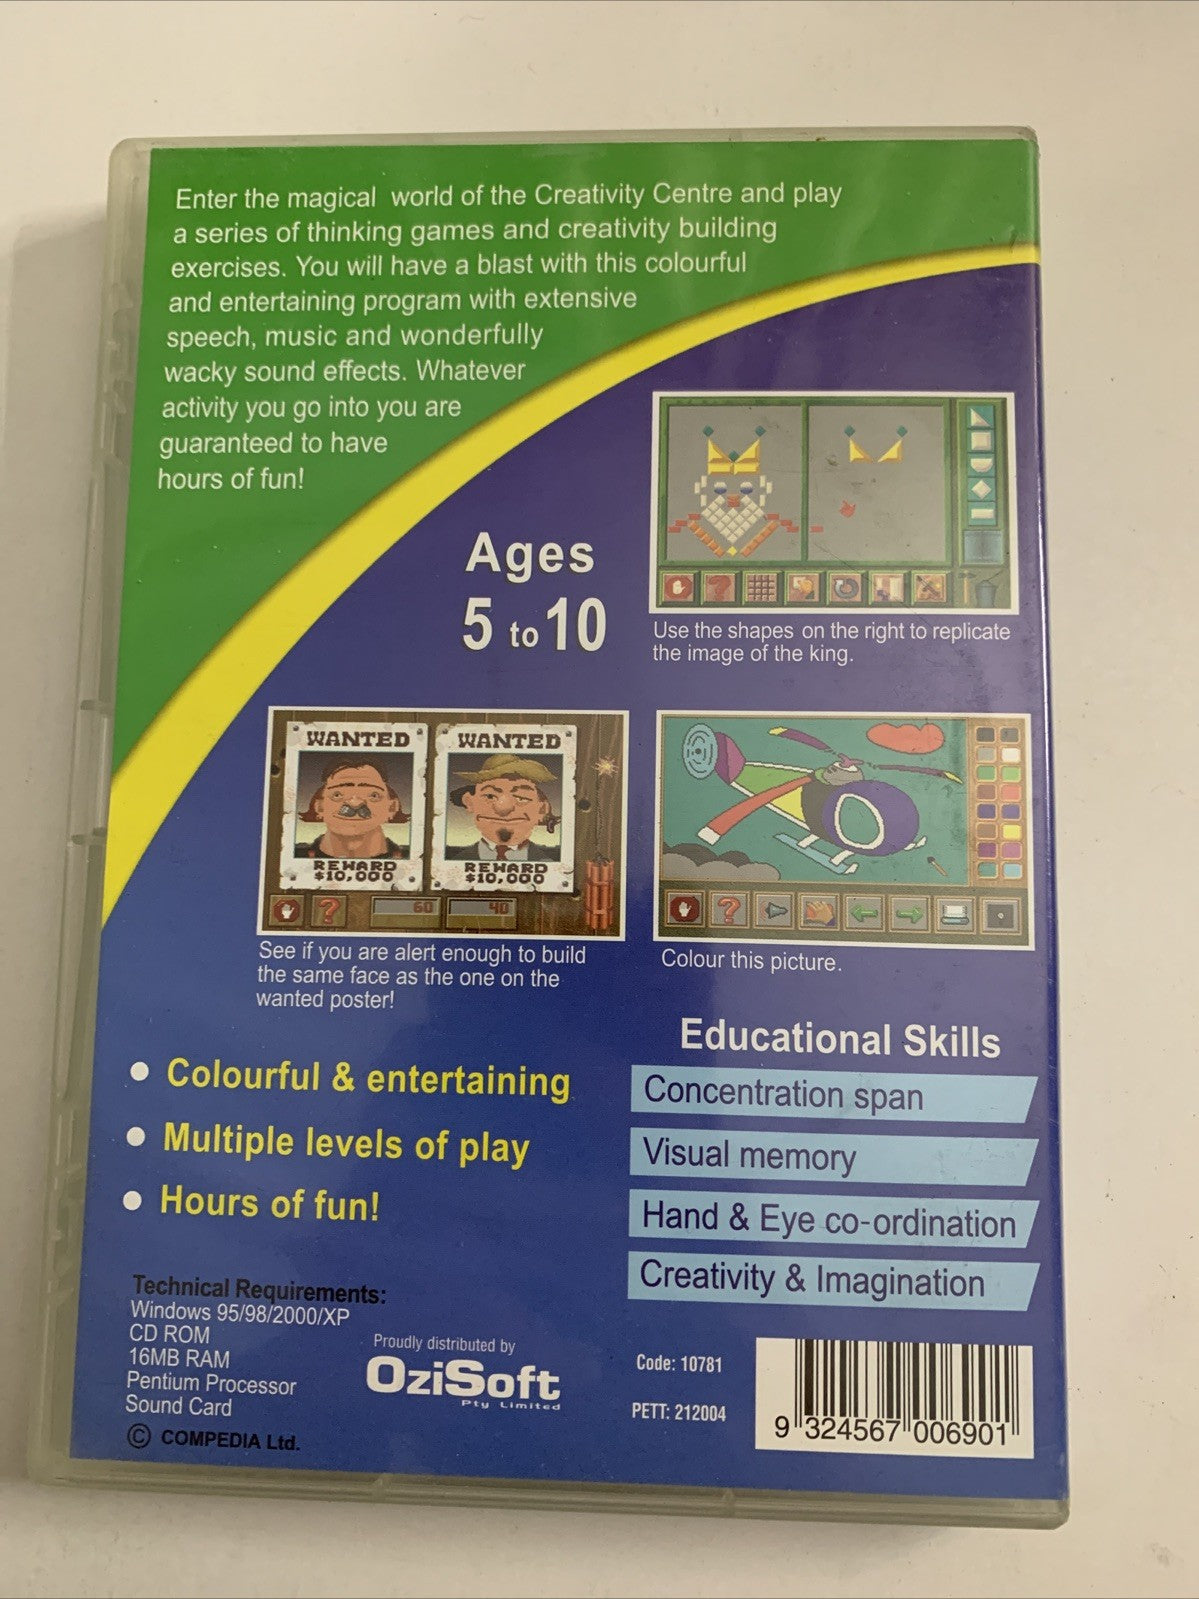 Enter the magical world of the Creativity Centre and play
a series of thinking games and creativity building
exercises. You will have a blast with this colourful
and entertaining program with extensive
speech, music and wonderfully
wacky sound effects. Whatever
activity you go into you are
guaranteed to have
hours of fun!
Ages
5 to 10
Use the shapes on the right to replicate
the image of the king.
WANTED
REWARD
$10,000
WANTED
REWARD
$10,000
60
40
See if you are alert enough to build
the same face as the one on the
wanted poster!
Colour this picture.
Colourful & entertaining
Multiple levels of play
Hours of fun!
Educational Skills
Concentration span
Visual memory
Hand & Eye co-ordination
Creativity & Imagination
Technical Requirements:
Windows 95/98/2000/XP
CD ROM
16MB RAM
Pentium Processor
Sound Card
© COMPEDIA Ltd.
Proudly distributed by
OziSoft
Pty Limited
Code: 10781
PETT: 212004
9 324567 006901